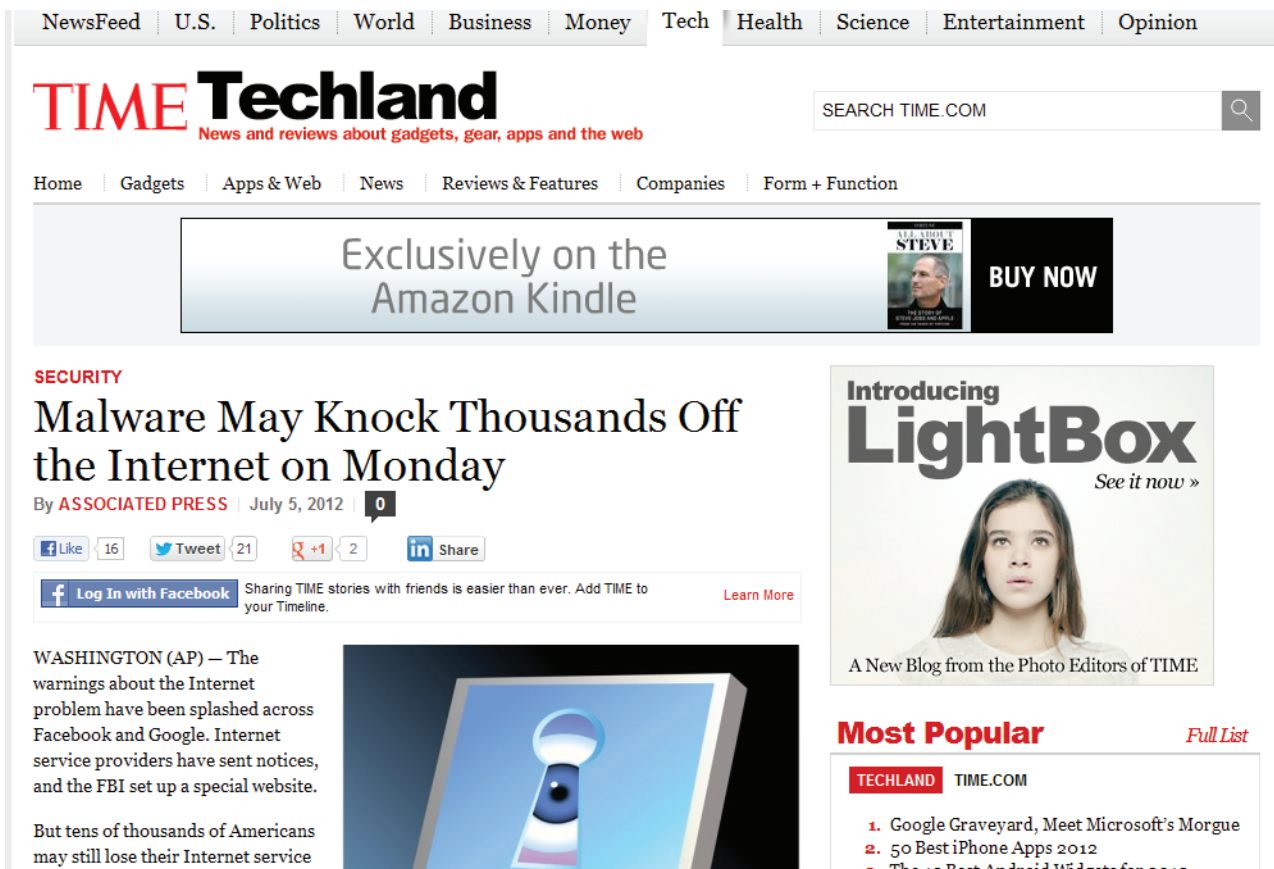 NewsFeed U.S. Politics World Business Money Tech Health Science Entertainment Opinion
TIME Techland
News and reviews about gadgets, gear, apps and the web
SEARCH TIME.COM
Home Gadgets Apps & Web News Reviews & Features Companies Form + Function
Exclusively on the
Amazon Kindle
ALL ABOUT
STEVE
THE STORY OF
STEVE JOBS AND APPLE
BUY NOW
SECURITY
Malware May Knock Thousands Off
the Internet on Monday
By ASSOCIATED PRESS July 5, 2012 0
Like 16 Tweet 21 +1 2 in Share
f Log In with Facebook
Sharing TIME stories with friends is easier than ever. Add TIME to
your Timeline.
Learn More
WASHINGTON (AP) — The
warnings about the Internet
problem have been splashed across
Facebook and Google. Internet
service providers have sent notices,
and the FBI set up a special website.
But tens of thousands of Americans
may still lose their Internet service
Introducing
LightBox
See it now »
A New Blog from the Photo Editors of TIME
Most Popular Full List
TECHLAND TIME.COM
1. Google Graveyard, Meet Microsoft's Morgue
2. 50 Best iPhone Apps 2012